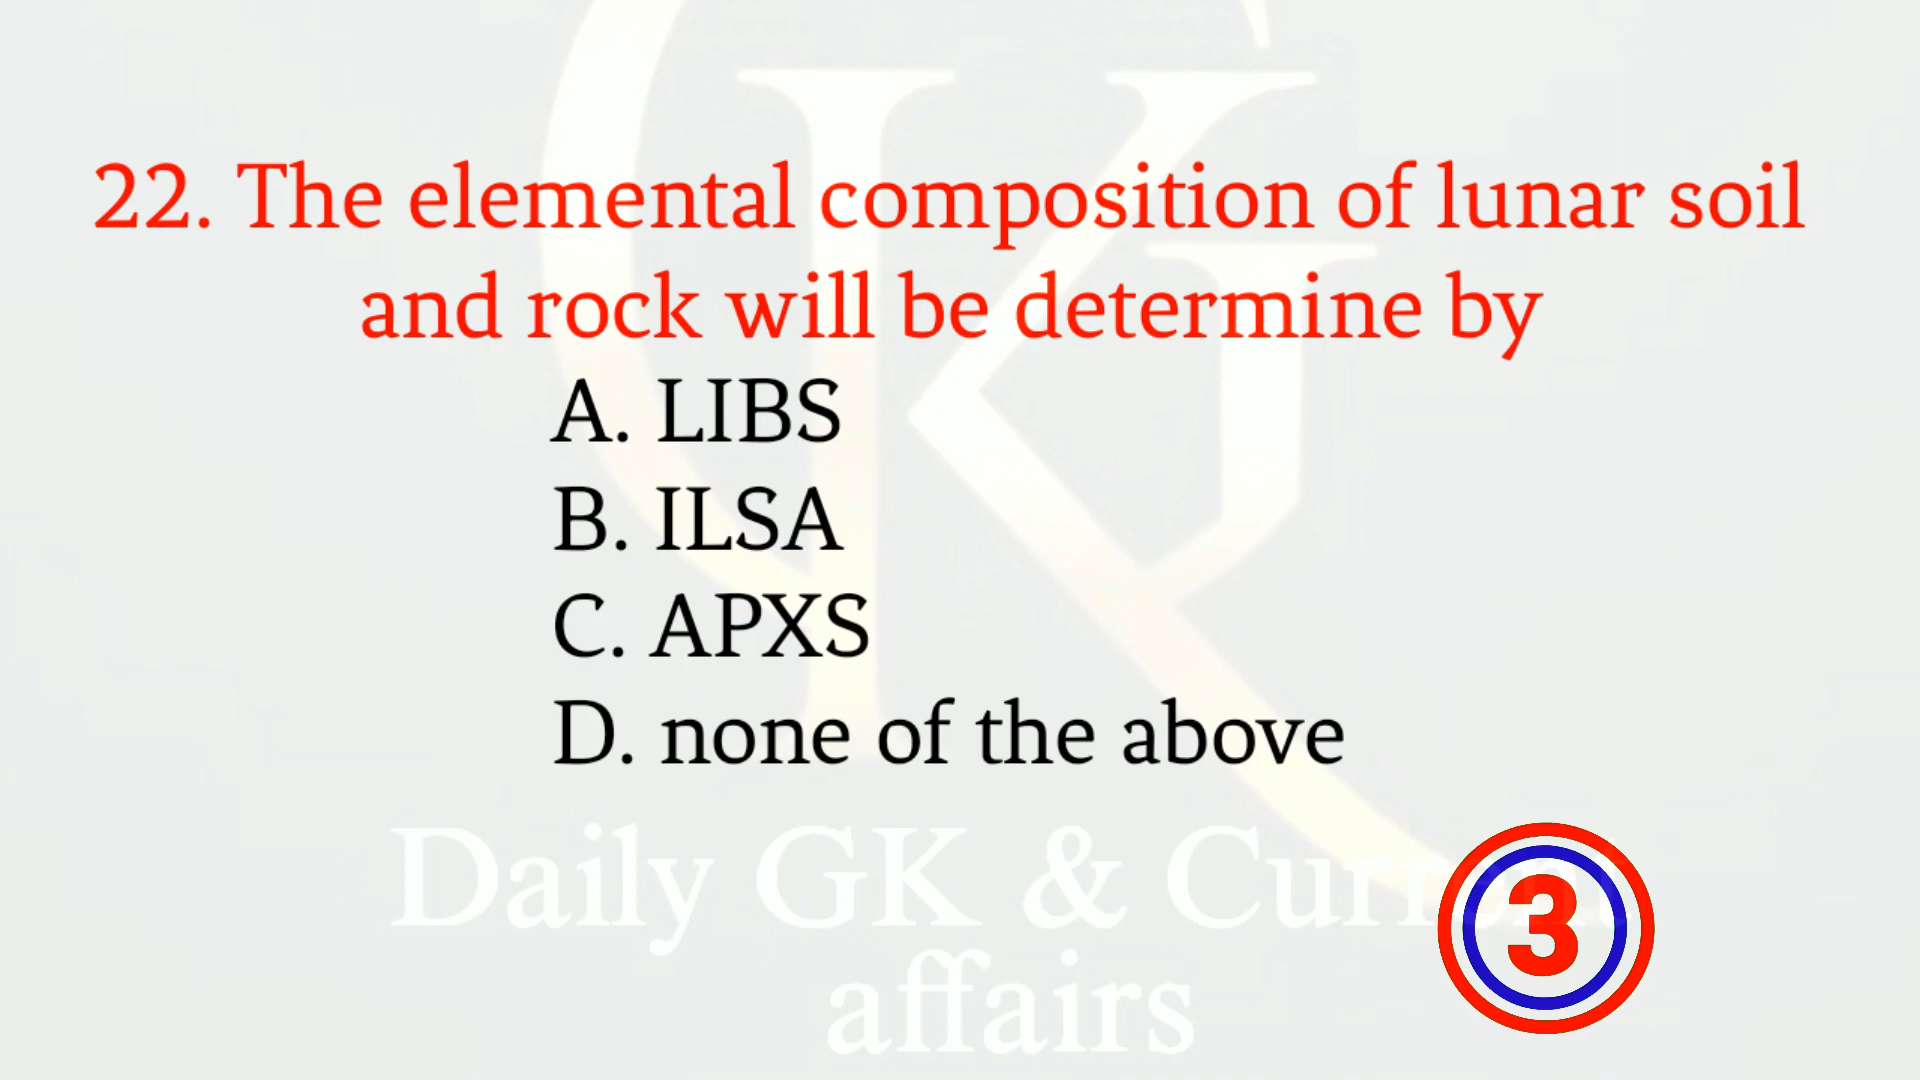 22. The elemental composition of lunar soil
and rock will be determine by
A. LIBS
B. ILSA
C. APXS
D. none of the above
Daily GK & Current
affairs
3